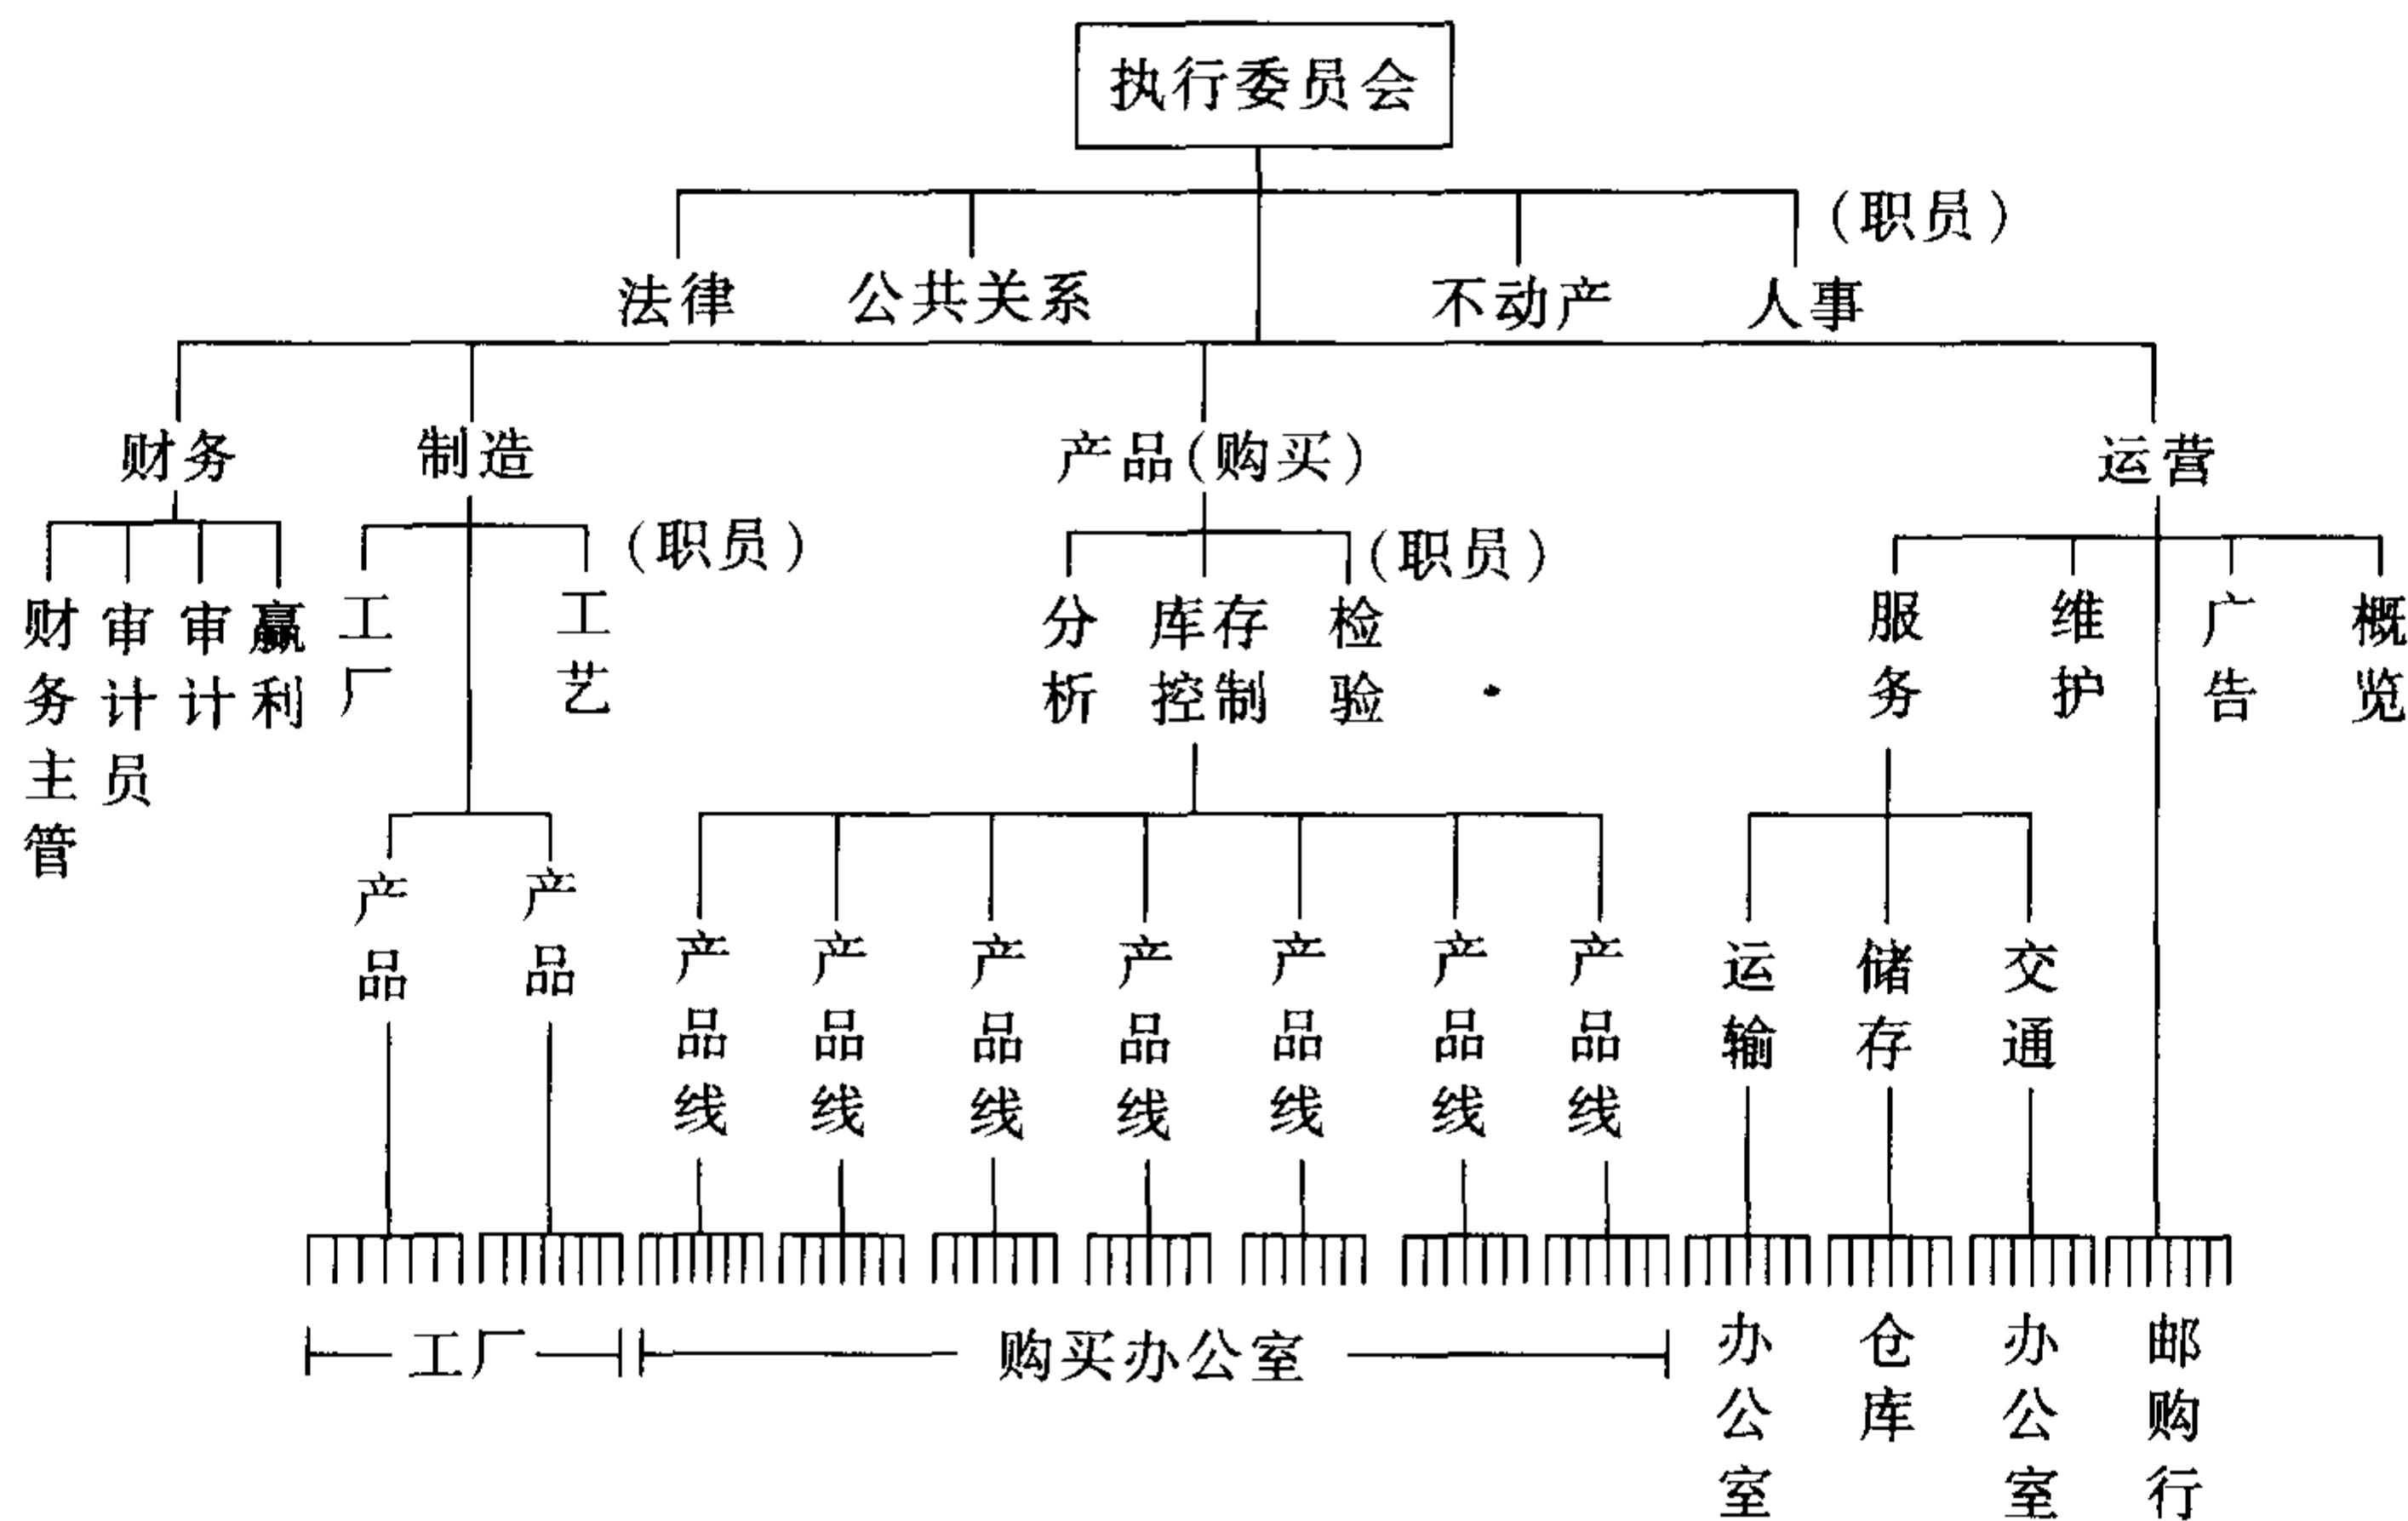 执行委员会
(职员)
法律
公共关系
不动产
人事
财务
制造
产品(购买)
运营
(职员)
(职员)
财务主管
审计员
审计
赢利
工厂
工艺
分析
库存控制
检验
服务
维护
广告
概览
产品
产品
产品线
产品线
产品线
产品线
产品线
产品线
产品线
运输
储存
交通
工厂
购买办公室
办公室
仓库
办公室
邮购行